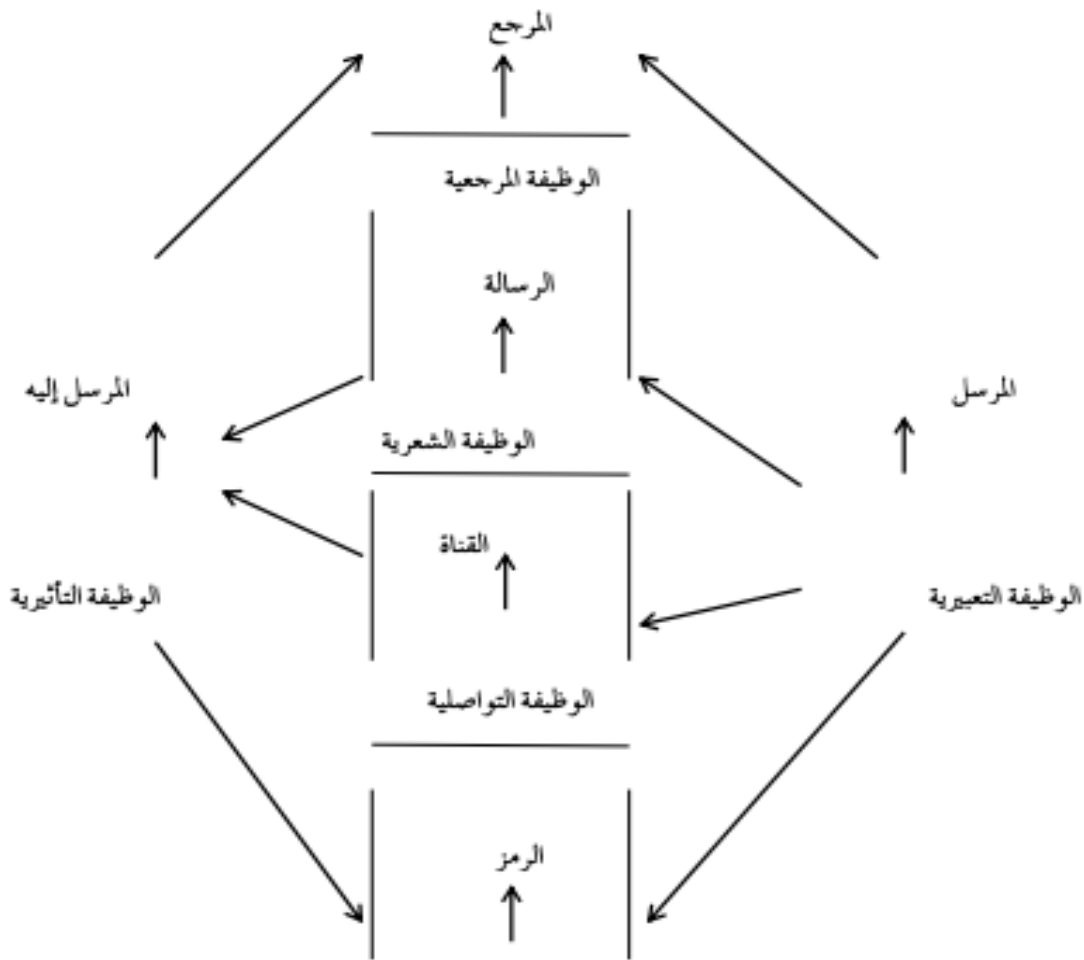 المرجع
الوظيفة المرجعية
الرسالة
المرسل
المرسل إليه
الوظيفة الشعرية
القناة
الوظيفة التعبيرية
الوظيفة التأثيرية
الوظيفة التواصلية
الرمز